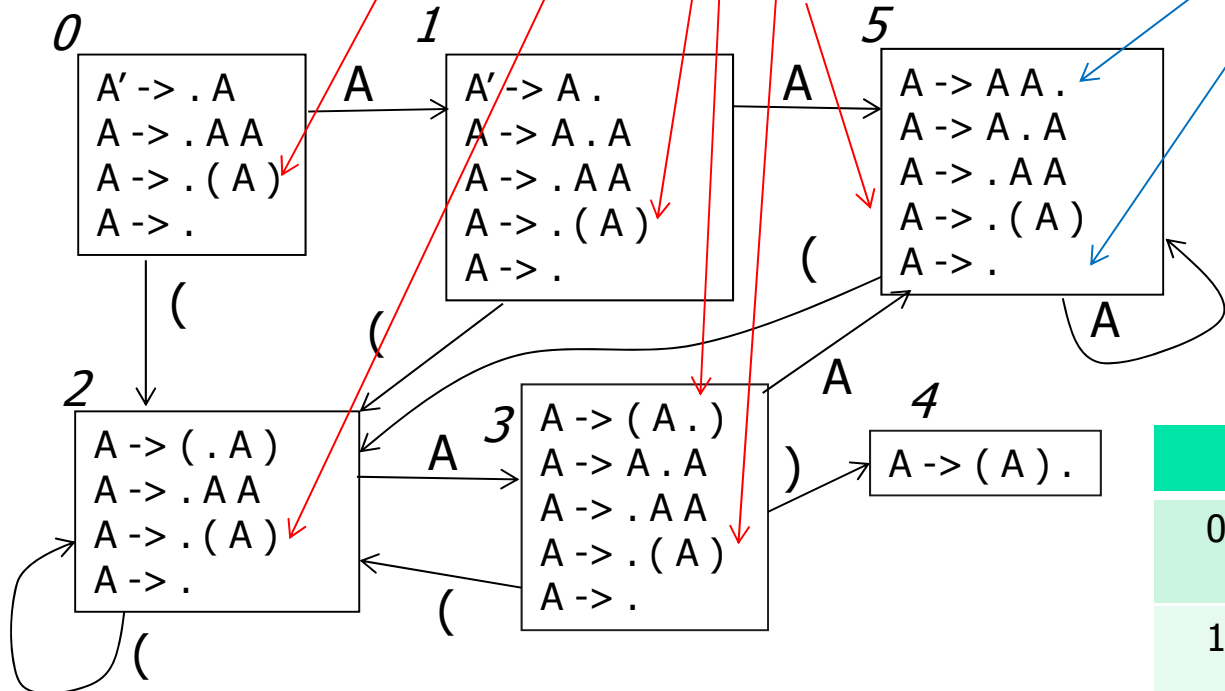 0
A' -> . A
A -> . A A
A -> . ( A )
A -> .
A
1
A' -> A .
A -> A . A
A -> . A A
A -> . ( A )
A -> .
A
5
A -> A A .
A -> A . A
A -> . A A
A -> . ( A )
A -> .
(
(
(
A
2
A -> ( . A )
A -> . A A
A -> . ( A )
A -> .
(
A
3
A -> ( A . )
A -> A . A
A -> . A A
A -> . ( A )
A -> .
(
A
)
4
A -> ( A ) .
0
1